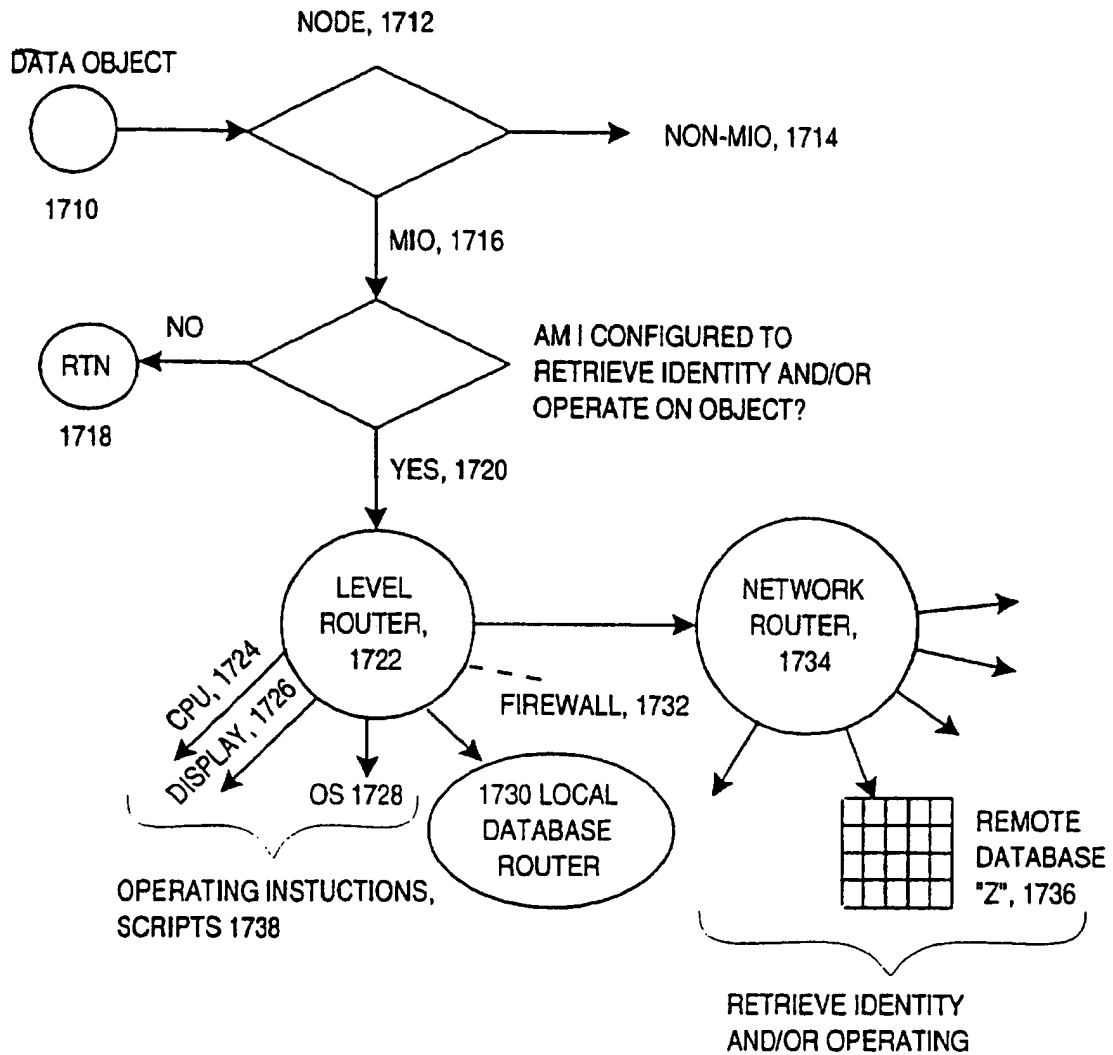 NODE, 1712
DATA OBJECT
NON-MIO, 1714
1710
MIO, 1716
NO
RTN
1718
AM I CONFIGURED TO
RETRIEVE IDENTITY AND/OR
OPERATE ON OBJECT?
YES, 1720
LEVEL
ROUTER,
1722
NETWORK
ROUTER,
1734
CPU, 1724
DISPLAY, 1726
FIREWALL, 1732
OS 1728
1730 LOCAL
DATABASE
ROUTER
REMOTE
DATABASE
"Z", 1736
OPERATING INSTUCTIONS,
SCRIPTS 1738
RETRIEVE IDENTITY
AND/OR OPERATING